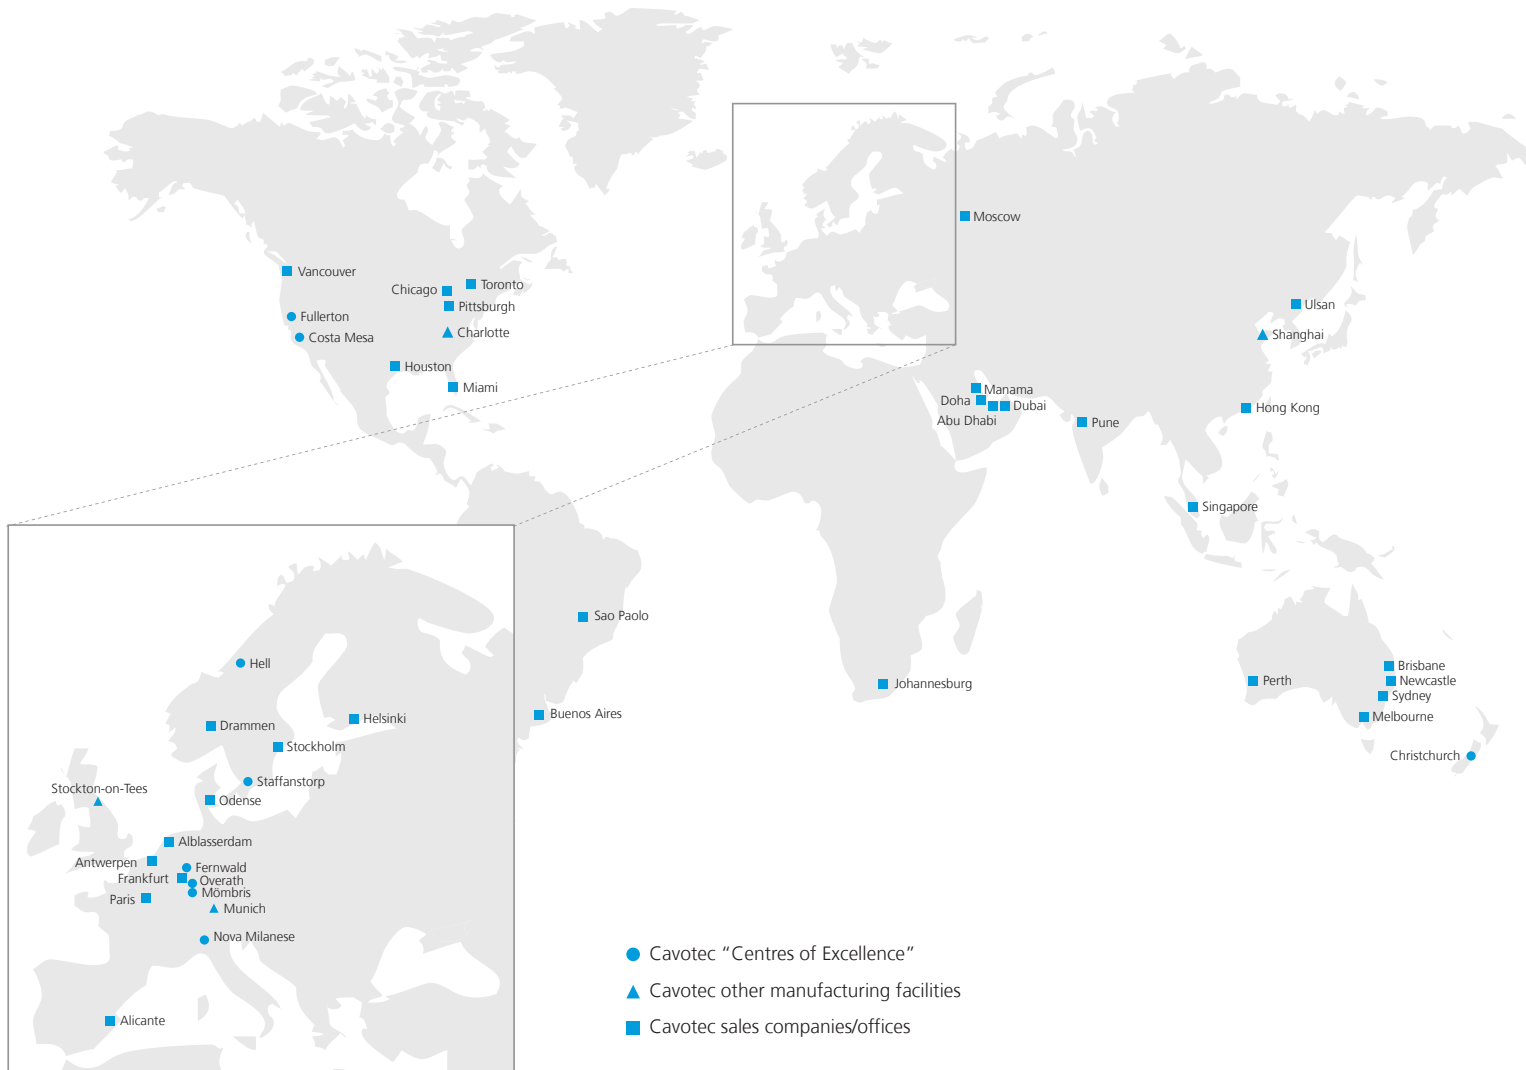 Moscow
Vancouver
Toronto
Chicago
Pittsburgh
Ulsan
Fullerton
Charlotte
Shanghai
Costa Mesa
Houston
Miami
Manama
Doha
Dubai
Hong Kong
Abu Dhabi
Pune
Singapore
Sao Paolo
Hell
Brisbane
Johannesburg
Perth
Newcastle
Sydney
Buenos Aires
Melbourne
Helsinki
Drammen
Stockholm
Christchurch
Staffanstorp
Stockton-on-Tees
Odense
Alblasserdam
Antwerpen
Fernwald
Frankfurt
Overath
Mömbris
Paris
Munich
Nova Milanese
Alicante
Cavotec “Centres of Excellence”
Cavotec other manufacturing facilities
Cavotec sales companies/offices